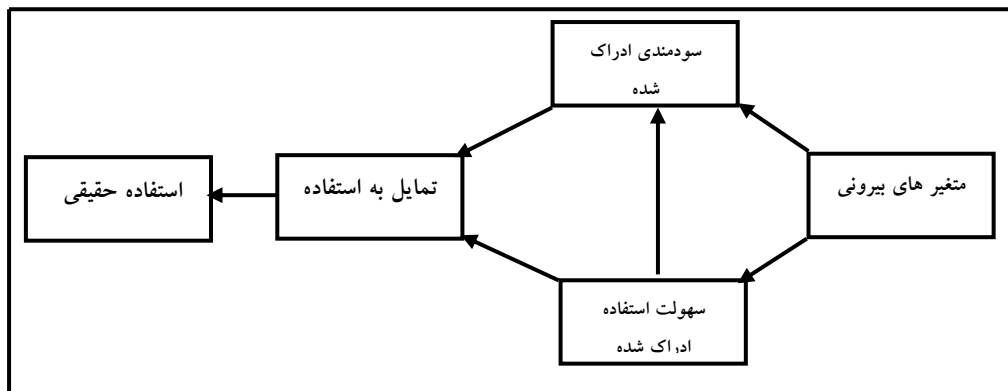 سودمندی ادراک
شده
متغیر های بیرونی
تمایل به استفاده
استفاده حقیقی
سهولت استفاده
ادراک شده